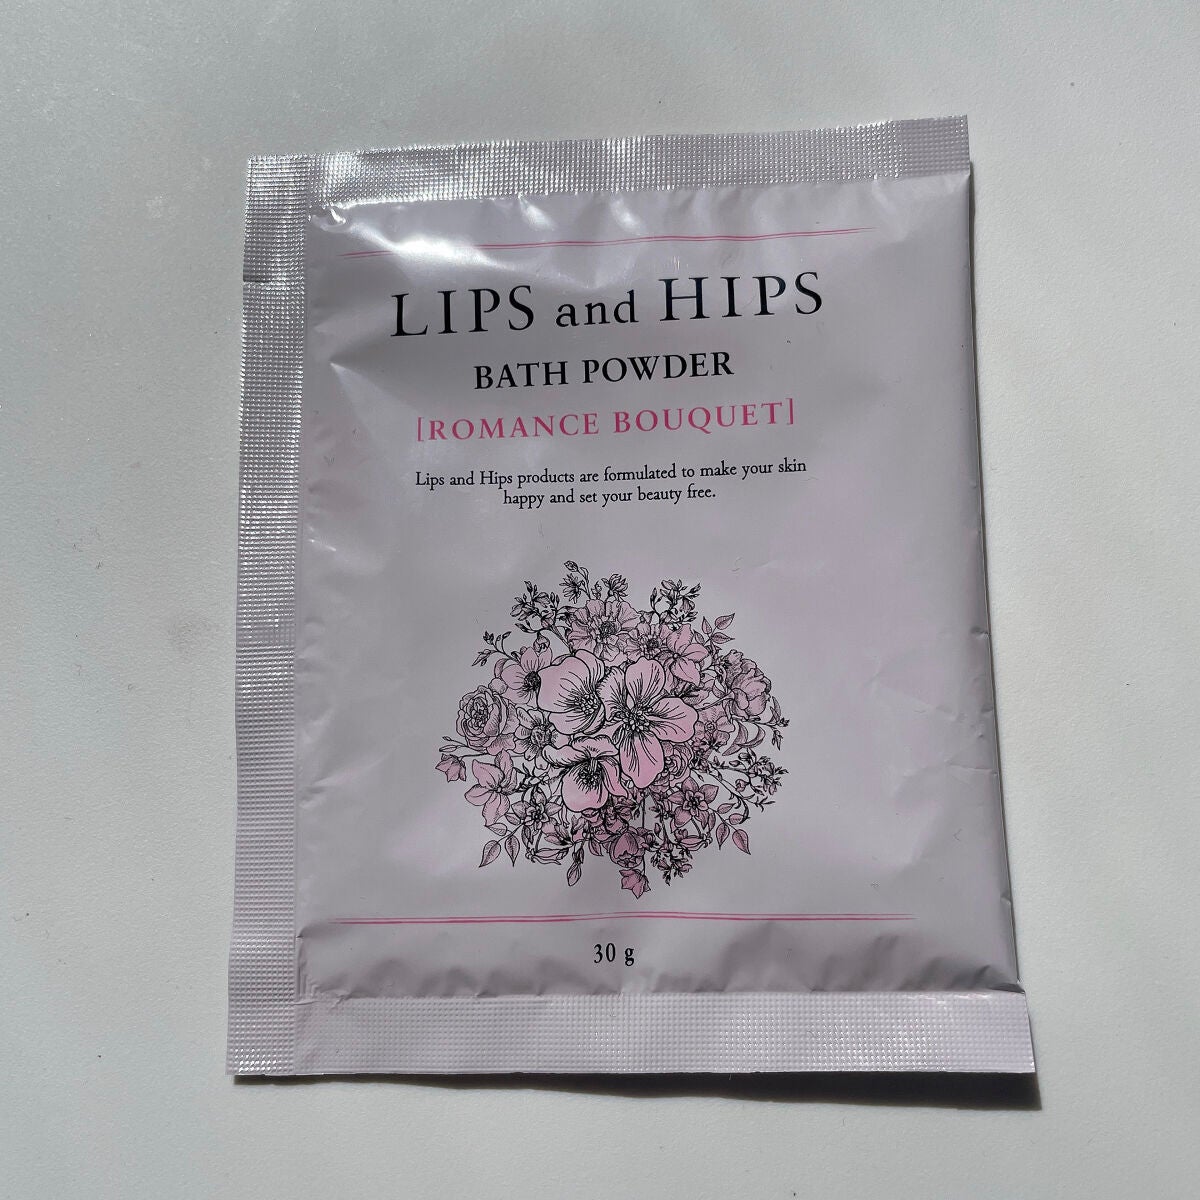 LIPS and HIPS
BATH POWDER
[ROMANCE BOUQUET]
Lips and Hips products are formulated to make your skin
happy and set your beauty free.
30 g